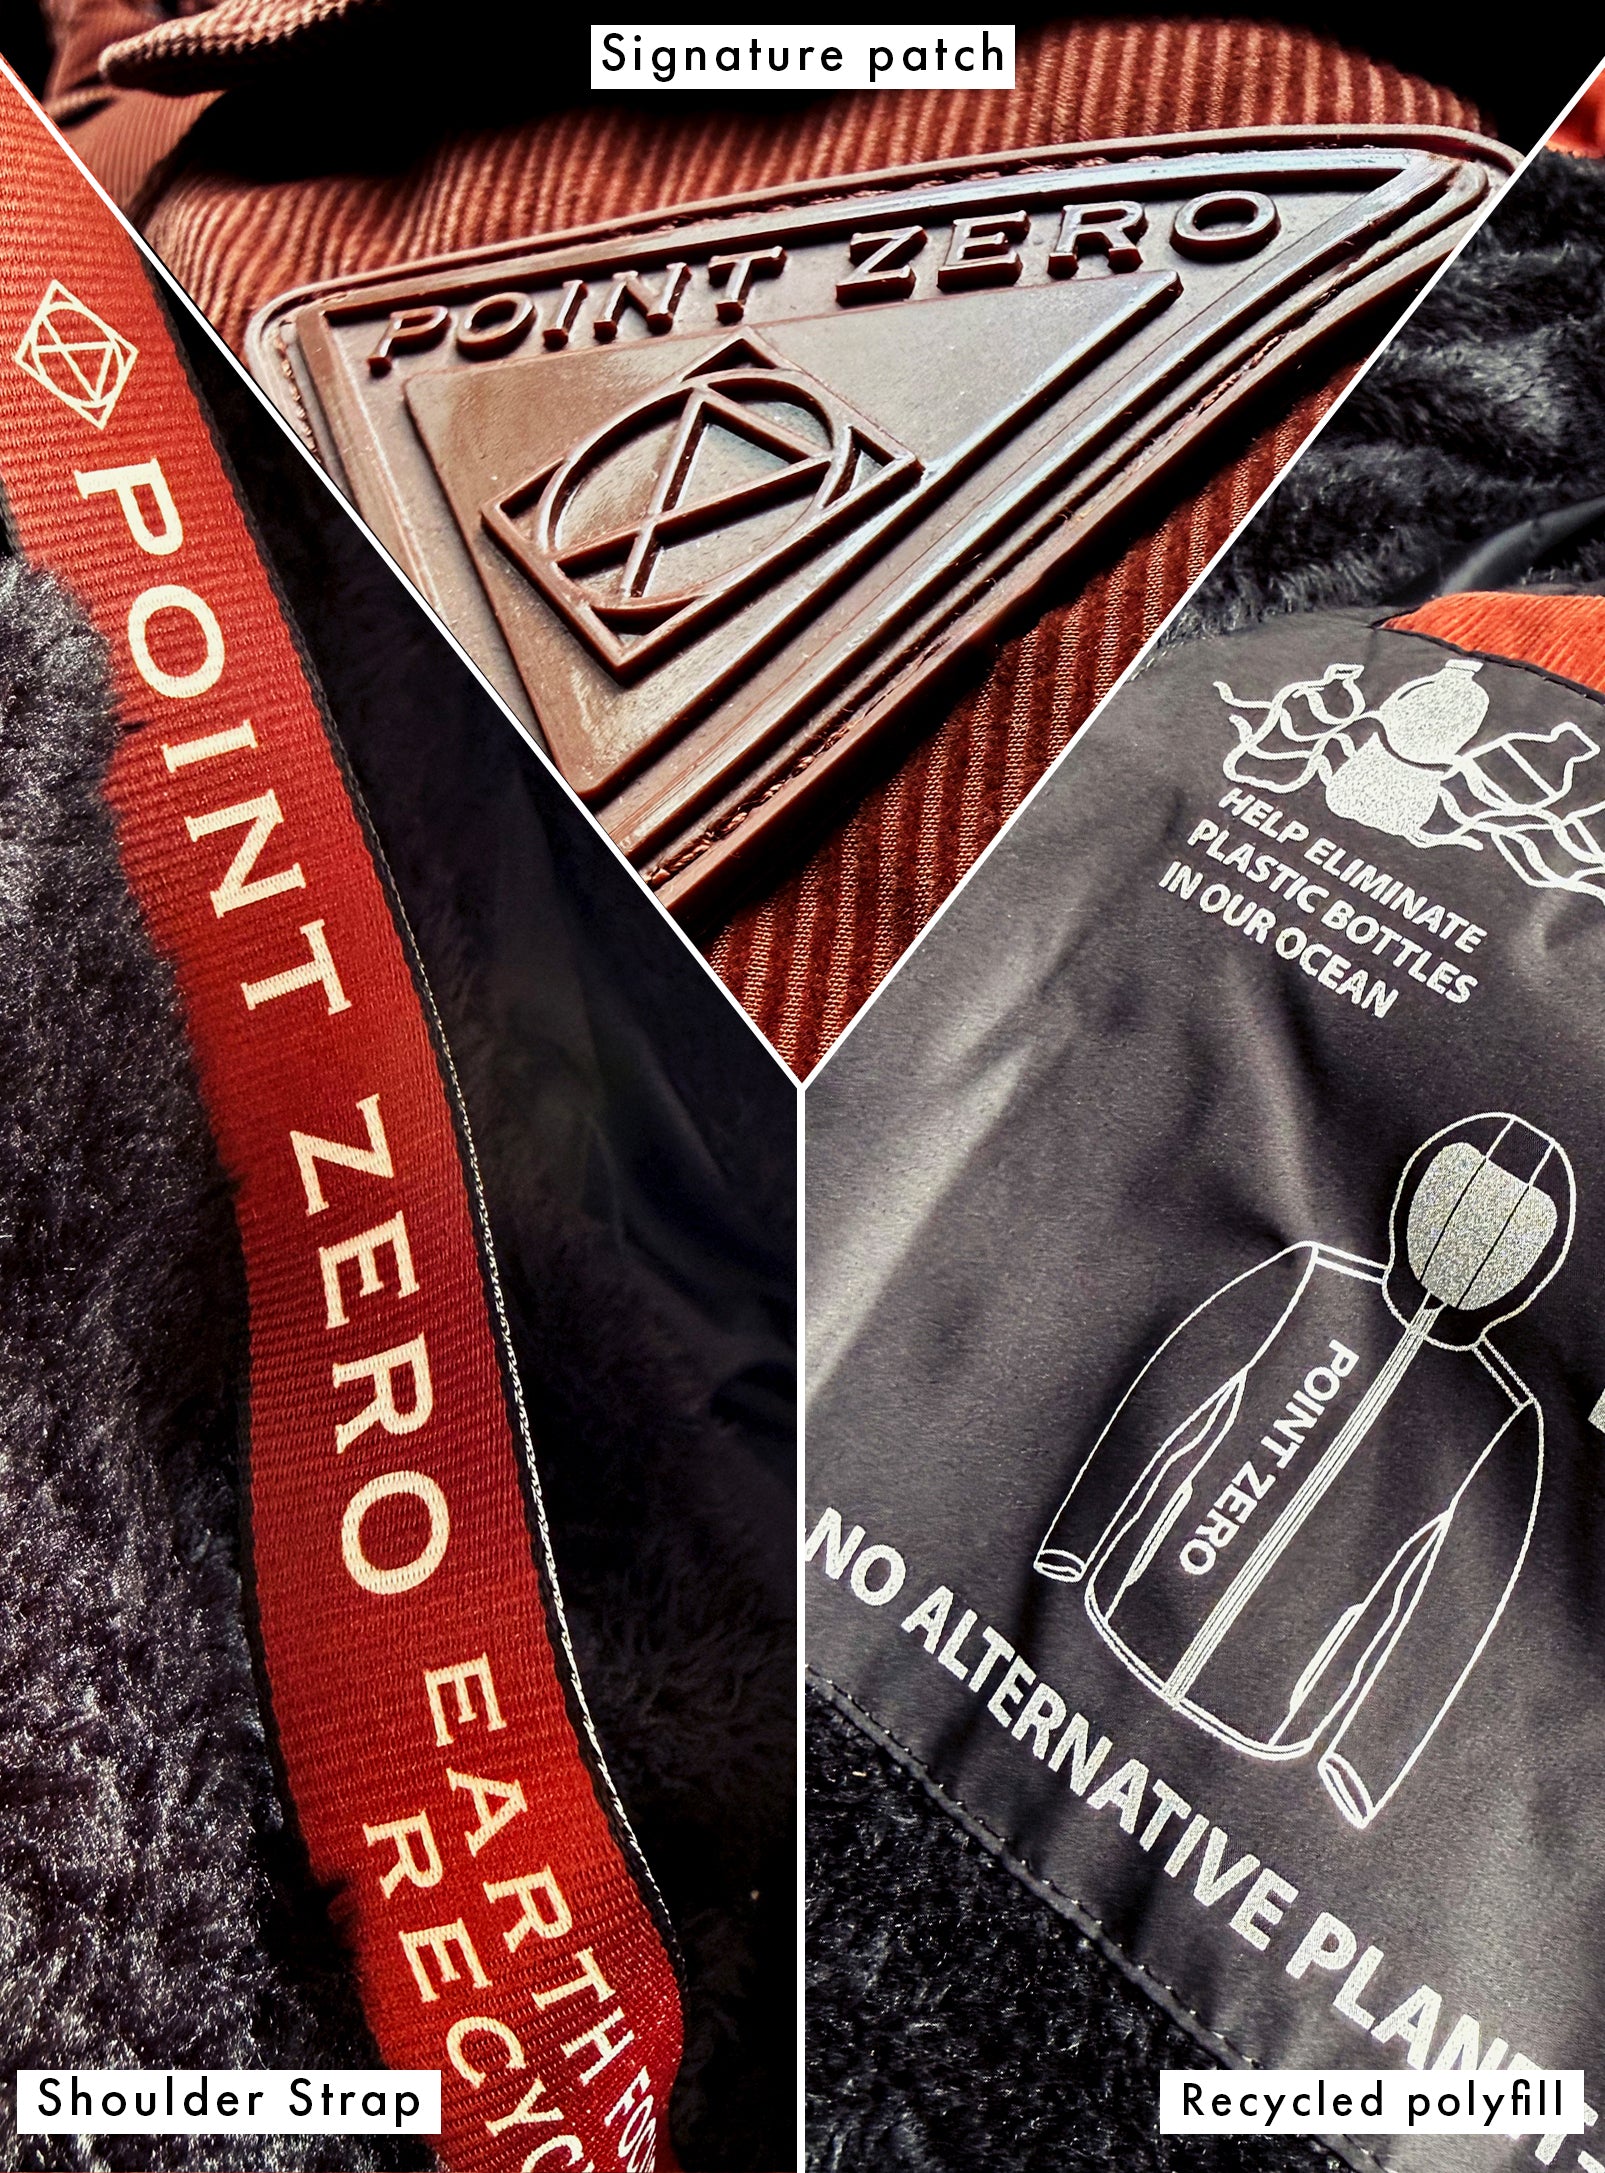 Signature patch
POINT ZERO
POINT ZERO
EARTH
RECY
HELP ELIMINATE
PLASTIC BOTTLES
IN OUR OCEAN
POINT ZERO
NO ALTERNATIVE PLAN
Shoulder Strap
Recycled polyfill